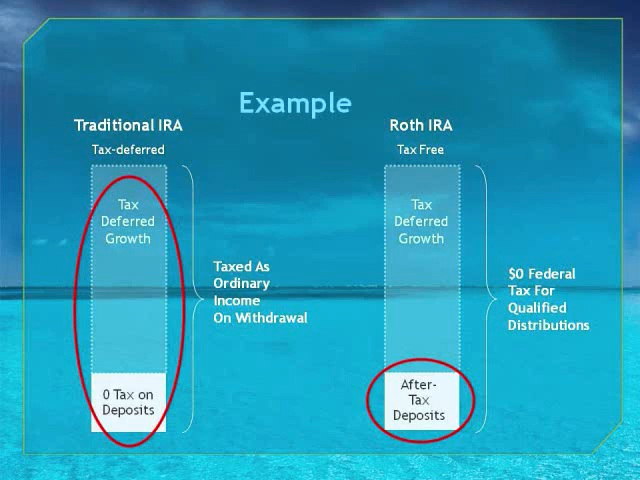 Example
Traditional IRA
Tax-deferred
Tax
Deferred
Growth
0 Tax on
Deposits
Taxed As
Ordinary
Income
On Withdrawal
Roth IRA
Tax Free
Tax
Deferred
Growth
After-
Tax
Deposits
$0 Federal
Tax For
Qualified
Distributions